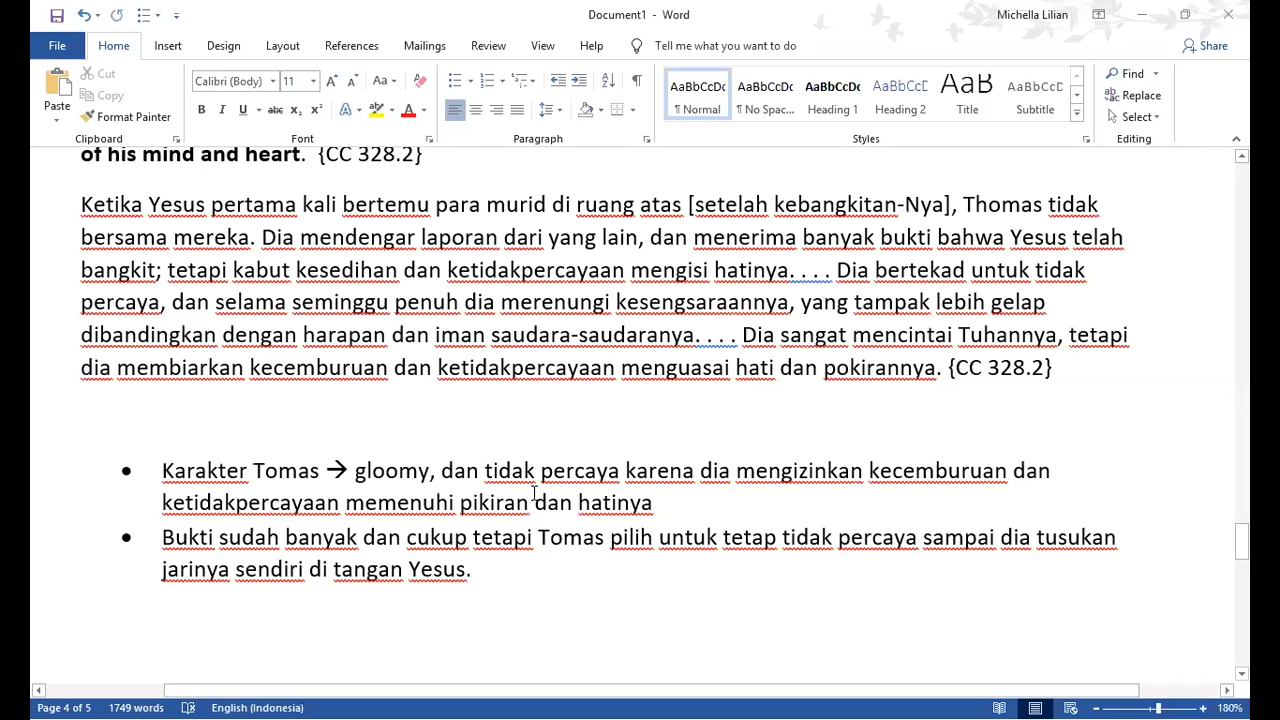 Document1 - Word
Michella Lilian
File Home Insert Design Layout References Mailings Review View Help Tell me what you want to do Share
Paste
Cut
Copy
Format Painter
Clipboard
Calibri (Body) 11
Aa
B I U abc x₂ x² A A
Font
Paragraph
AaBbCcDc AaBbCcDc AaBbCcDc AaBbCcD AaB AaBbCcD
¶ Normal ¶ No Spac... Heading 1 Heading 2 Title Subtitle
Styles
Find
Replace
Select
Editing
of his mind and heart. {CC 328.2}
Ketika Yesus pertama kali bertemu para murid di ruang atas [setelah kebangkitan-Nya], Thomas tidak
bersama mereka. Dia mendengar laporan dari yang lain, dan menerima banyak bukti bahwa Yesus telah
bangkit; tetapi kabut kesedihan dan ketidakpercayaan mengisi hatinya. . . . Dia bertekad untuk tidak
percaya, dan selama seminggu penuh dia merenungi kesengsaraannya, yang tampak lebih gelap
dibandingkan dengan harapan dan iman saudara-saudaranya. . . . Dia sangat mencintai Tuhannya, tetapi
dia membiarkan kecemburuan dan ketidakpercayaan menguasai hati dan pokirannya. {CC 328.2}
• Karakter Tomas → gloomy, dan tidak percaya karena dia mengizinkan kecemburuan dan
ketidakpercayaan memenuhi pikiran dan hatinya
• Bukti sudah banyak dan cukup tetapi Tomas pilih untuk tetap tidak percaya sampai dia tusukan
jarinya sendiri di tangan Yesus.
Page 4 of 5 1749 words English (Indonesia) 180%